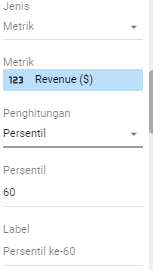 Jenis
Metrik
Metrik
123 Revenue ($)
Penghitungan
Persentil
Persentil
60
Label
Persentil ke-60